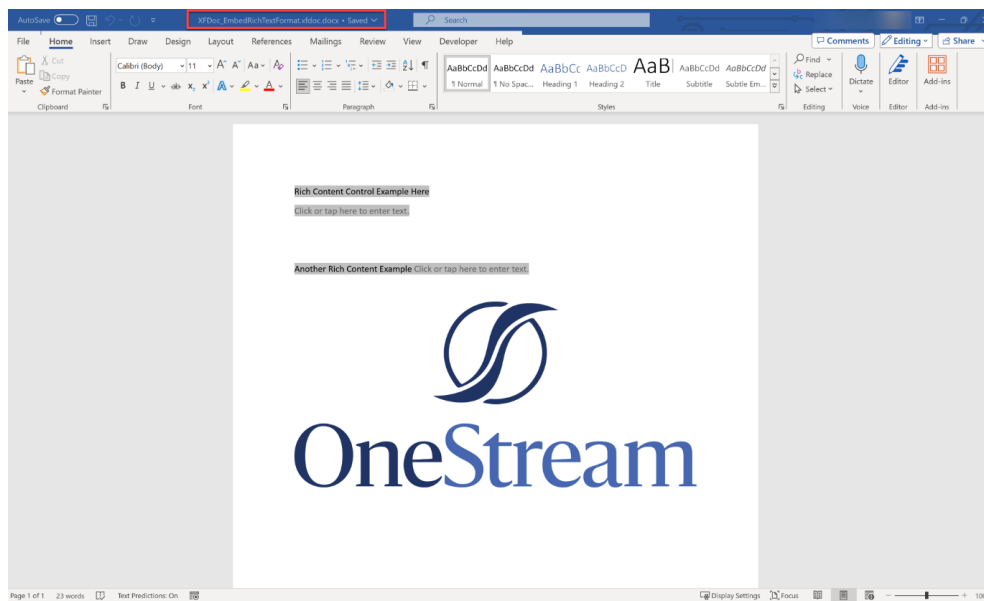 AutoSave XFDoc_EmbedRichTextFormat.xfdoc.docx • Saved Search
File Home Insert Draw Design Layout References Mailings Review View Developer Help Comments Editing Share
Paste Cut Copy Format Painter
Calibri (Body) 11 A A Aa A
B I U ab x₂ x² A A
AaBbCcDd AaBbCcDd AaBbCc AaBbCcD AaB AaBbCcDd AaBbCcDd
¶ Normal ¶ No Spac... Heading 1 Heading 2 Title Subtitle Subtle Em...
Find Replace Select Dictate Editor Add-ins
Clipboard Font Paragraph Styles Editing Voice Editor Add-ins
Rich Content Control Example Here
Click or tap here to enter text.
Another Rich Content Example Click or tap here to enter text.
OneStream
Page 1 of 1 23 words Text Predictions: On Display Settings Focus